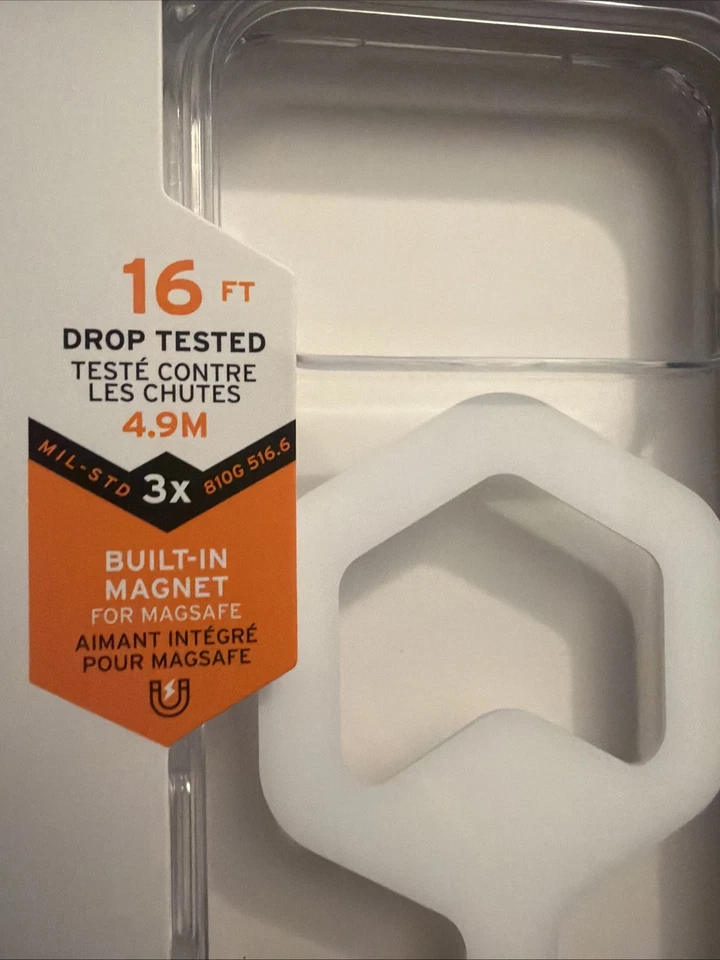 16 FT
DROP TESTED
TESTÉ CONTRE
LES CHUTES
4.9M
MIL-STD 3x 810G 516.6
BUILT-IN
MAGNET
FOR MAGSAFE
AIMANT INTÉGRÉ
POUR MAGSAFE